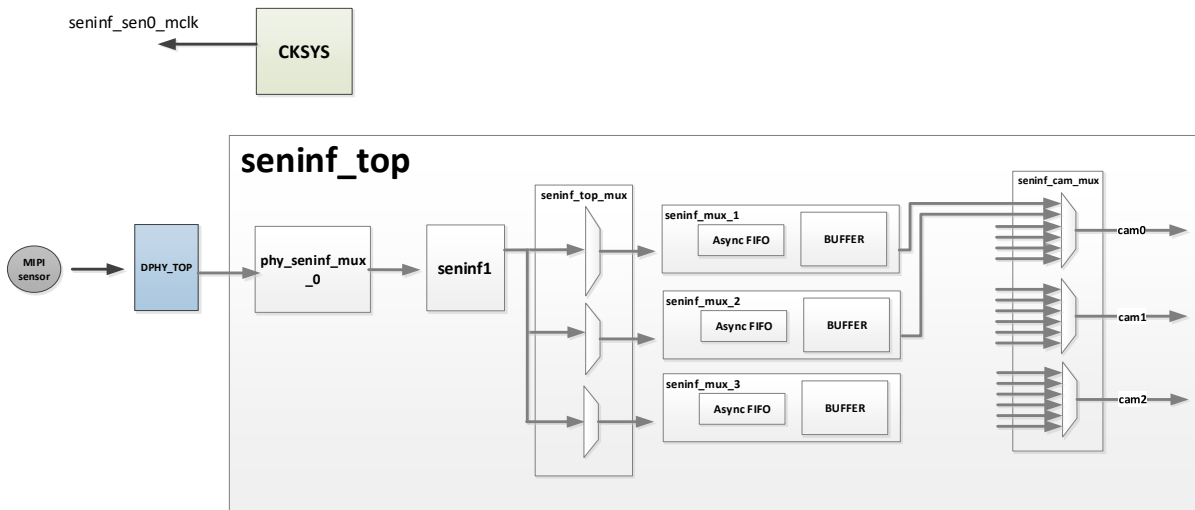 seninf_sen0_mclk
CKSYS
seninf_top
seninf_top_mux
seninf_cam_mux
MIPI
sensor
DPHY_TOP
phy_seninf_mux
_0
seninf1
seninf_mux_1
Async FIFO
BUFFER
seninf_mux_2
Async FIFO
BUFFER
seninf_mux_3
Async FIFO
BUFFER
cam0
cam1
cam2